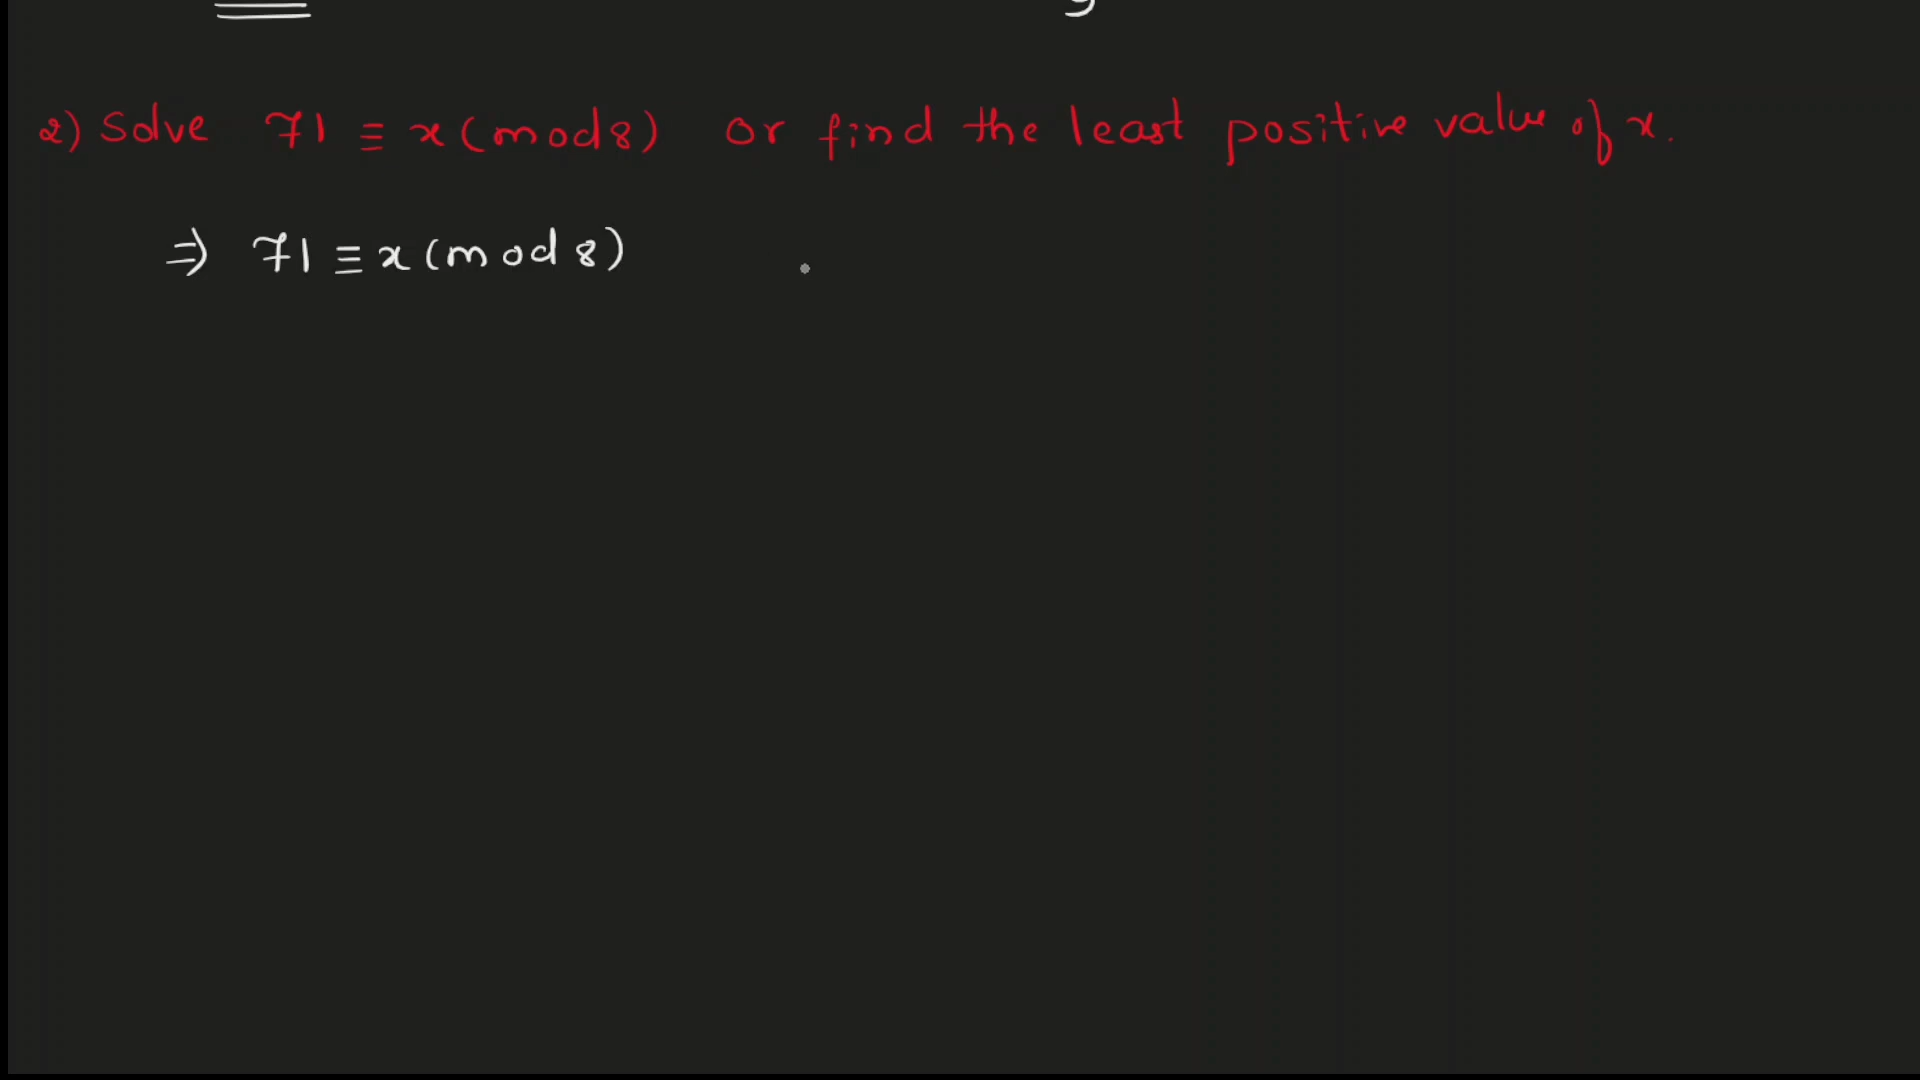 2) Solve 71 ≡ x (mod 8) or find the least positive value of x.
⇒ 71 ≡ x (mod 8)